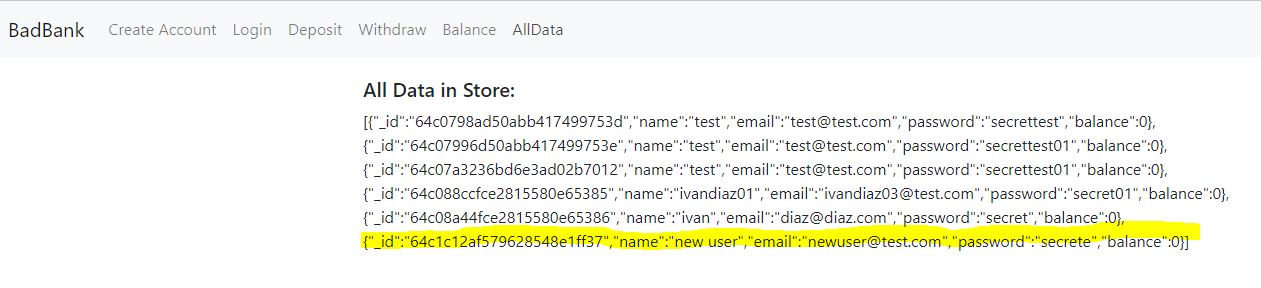 BadBank Create Account Login Deposit Withdraw Balance AllData
All Data in Store:
[{"_id":"64c0798ad50abb417499753d","name":"test","email":"test@test.com","password":"secrettest","balance":0},
{"_id":"64c07996d50abb417499753e","name":"test","email":"test@test.com","password":"secrettest01","balance":0},
{"_id":"64c07a3236bd6e3ad02b7012","name":"test","email":"test@test.com","password":"secrettest01","balance":0},
{"_id":"64c088ccfce2815580e65385","name":"ivandiaz01","email":"ivandiaz03@test.com","password":"secret01","balance":0},
{"_id":"64c08a44fce2815580e65386","name":"ivan","email":"diaz@diaz.com","password":"secret","balance":0},
{"_id":"64c1c12af579628548e1ff37","name":"new user","email":"newuser@test.com","password":"secrete","balance":0}]